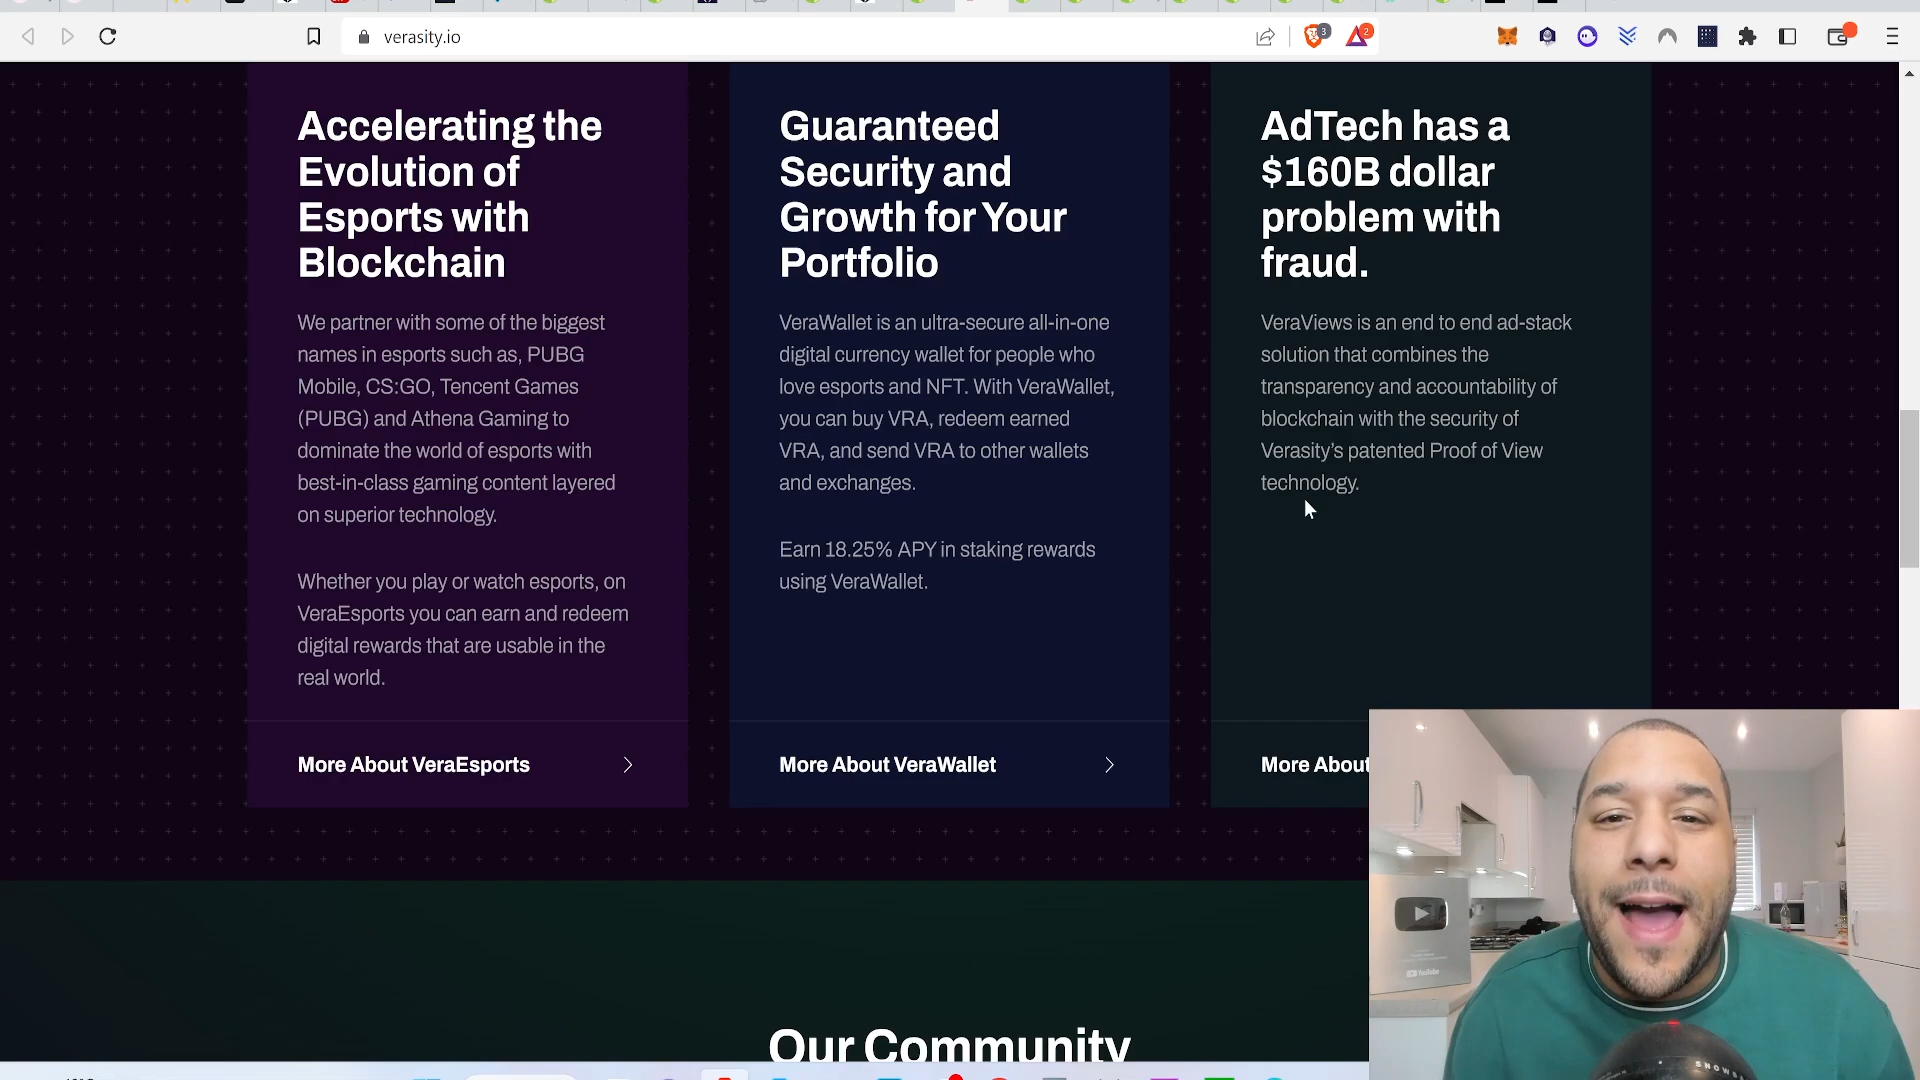 verasity.io
3
2
Accelerating the
Evolution of
Esports with
Blockchain
We partner with some of the biggest
names in esports such as, PUBG
Mobile, CS:GO, Tencent Games
(PUBG) and Athena Gaming to
dominate the world of esports with
best-in-class gaming content layered
on superior technology.
Whether you play or watch esports, on
VeraEsports you can earn and redeem
digital rewards that are usable in the
real world.
More About VeraEsports
Guaranteed
Security and
Growth for Your
Portfolio
VeraWallet is an ultra-secure all-in-one
digital currency wallet for people who
love esports and NFT. With VeraWallet,
you can buy VRA, redeem earned
VRA, and send VRA to other wallets
and exchanges.
Earn 18.25% APY in staking rewards
using VeraWallet.
More About VeraWallet
AdTech has a
$160B dollar
problem with
fraud.
VeraViews is an end to end ad-stack
solution that combines the
transparency and accountability of
blockchain with the security of
Verasity’s patented Proof of View
technology.
More About
Our Community
YouTube